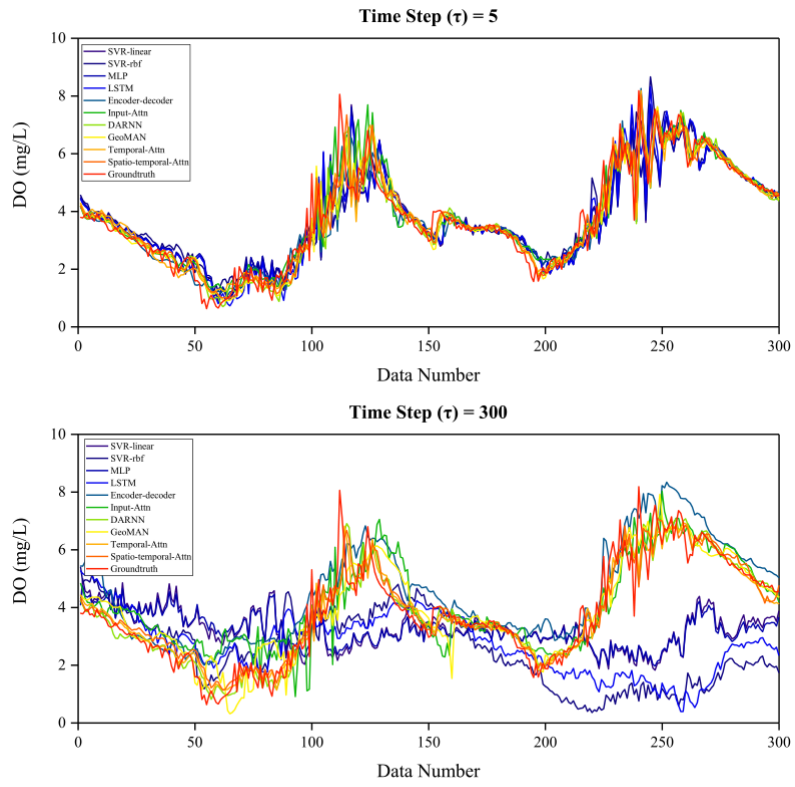 Time Step (τ) = 5
10
8
6
4
2
0
DO (mg/L)
SVR-linear
SVR-rbf
MLP
LSTM
Encoder-decoder
Input-Attn
DARNN
GeoMAN
Temporal-Attn
Spatio-temporal-Attn
Groundtruth
0 50 100 150 200 250 300
Data Number
Time Step (τ) = 300
10
8
6
4
2
0
DO (mg/L)
SVR-linear
SVR-rbf
MLP
LSTM
Encoder-decoder
Input-Attn
DARNN
GeoMAN
Temporal-Attn
Spatio-temporal-Attn
Groundtruth
0 50 100 150 200 250 300
Data Number